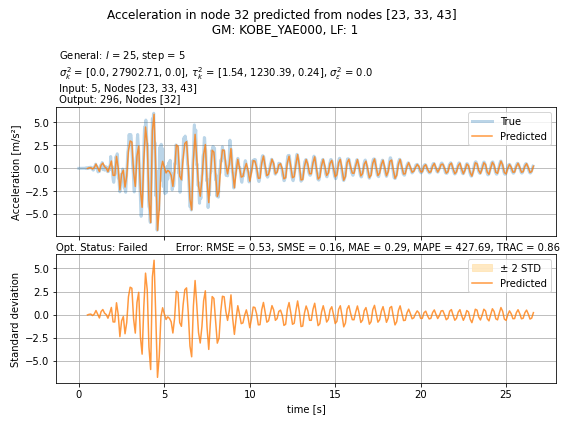 Acceleration in node 32 predicted from nodes [23, 33, 43]
GM: KOBE_YAE000, LF: 1
General: l = 25, step = 5
σ²ₖ = [0.0, 27902.71, 0.0], τ²ₖ = [1.54, 1230.39, 0.24], σ²ε = 0.0
Input: 5, Nodes [23, 33, 43]
Output: 296, Nodes [32]
5.0
2.5
0.0
−2.5
−5.0
Acceleration [m/s²]
True
Predicted
Opt. Status: Failed Error: RMSE = 0.53, SMSE = 0.16, MAE = 0.29, MAPE = 427.69, TRAC = 0.86
5.0
2.5
0.0
−2.5
−5.0
Standard deviation
± 2 STD
Predicted
0 5 10 15 20 25
time [s]